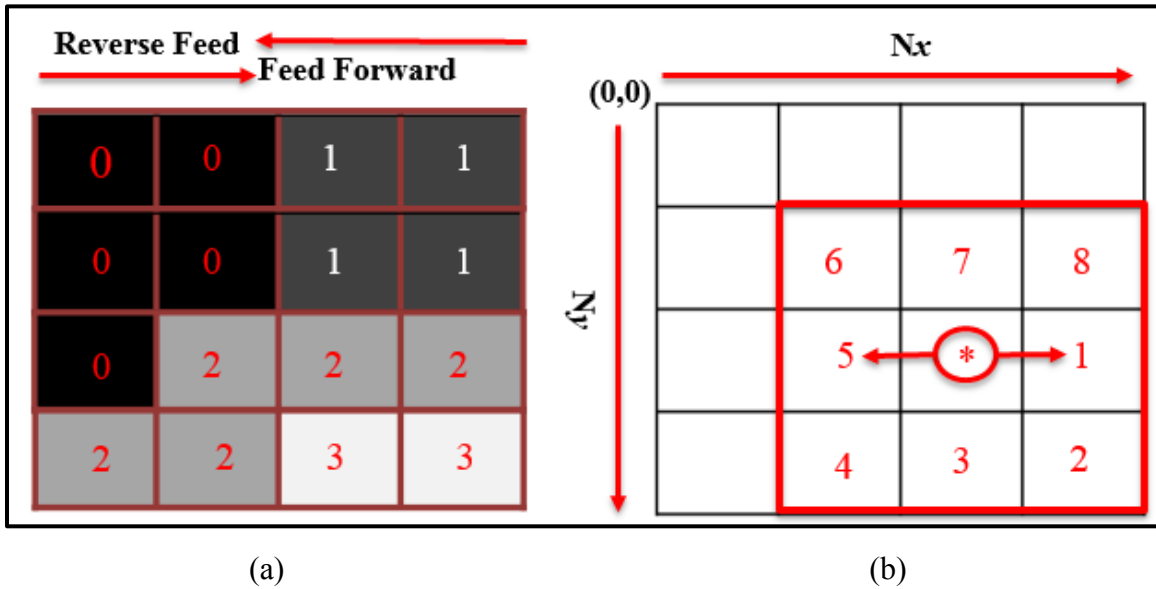 Reverse Feed
Feed Forward
0 0 1 1
0 0 1 1
0 2 2 2
2 2 3 3
(a)
Nx
(0,0)
Ny
6 7 8
5 * 1
4 3 2
(b)